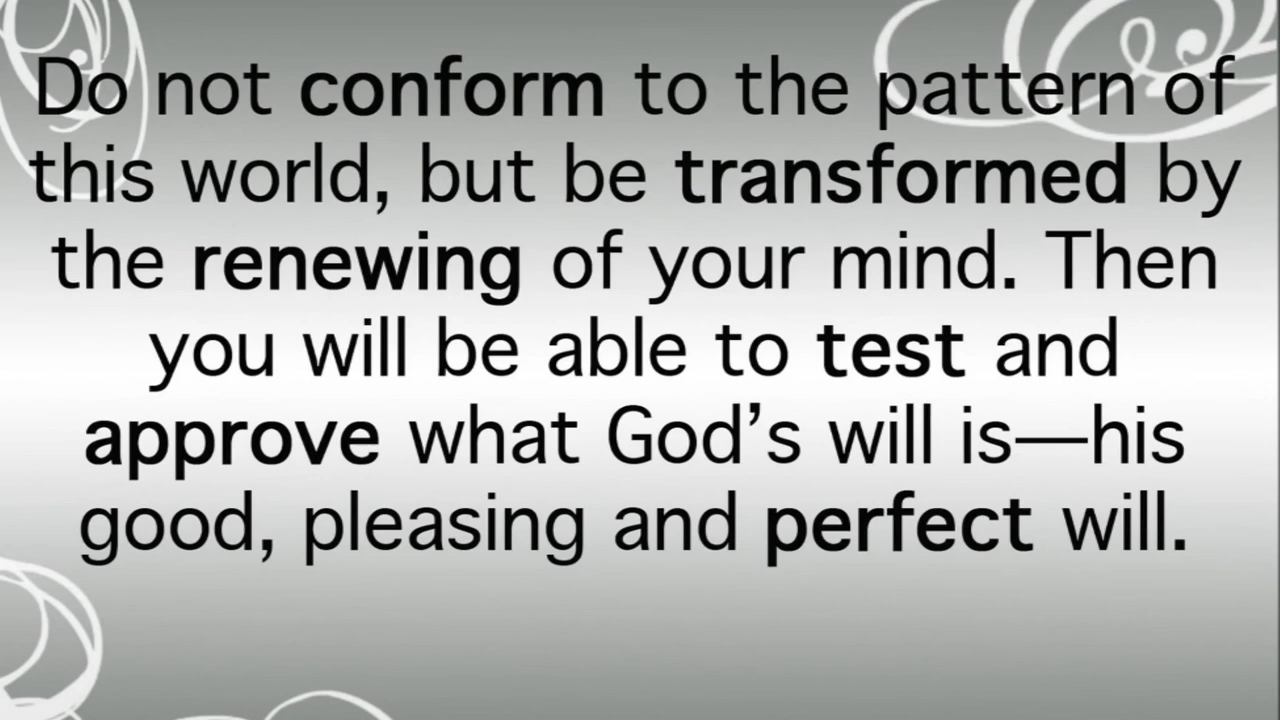 Do not conform to the pattern of
this world, but be transformed by
the renewing of your mind. Then
you will be able to test and
approve what God’s will is—his
good, pleasing and perfect will.